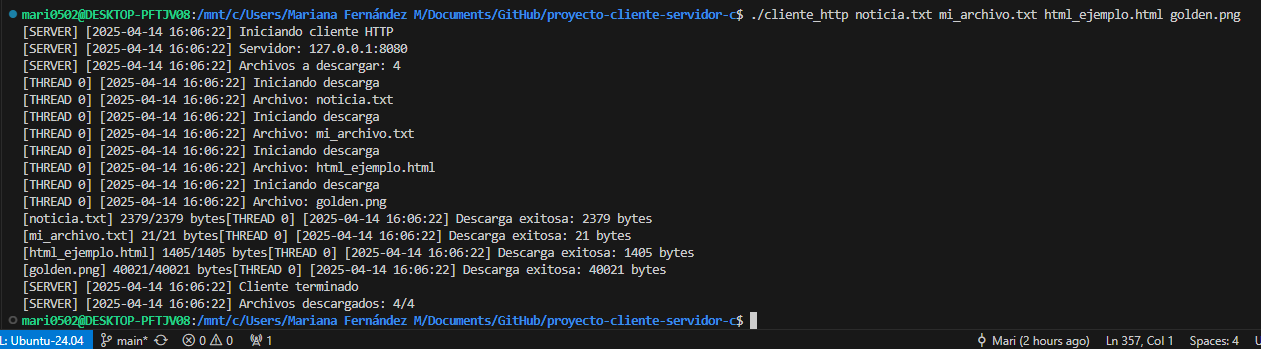 mari0502@DESKTOP-PFTJV08:/mnt/c/Users/Mariana Fernández M/Documents/GitHub/proyecto-cliente-servidor-c$ ./cliente_http noticia.txt mi_archivo.txt html_ejemplo.html golden.png
[SERVER] [2025-04-14 16:06:22] Iniciando cliente HTTP
[SERVER] [2025-04-14 16:06:22] Servidor: 127.0.0.1:8080
[SERVER] [2025-04-14 16:06:22] Archivos a descargar: 4
[THREAD 0] [2025-04-14 16:06:22] Iniciando descarga
[THREAD 0] [2025-04-14 16:06:22] Archivo: noticia.txt
[THREAD 0] [2025-04-14 16:06:22] Iniciando descarga
[THREAD 0] [2025-04-14 16:06:22] Archivo: mi_archivo.txt
[THREAD 0] [2025-04-14 16:06:22] Iniciando descarga
[THREAD 0] [2025-04-14 16:06:22] Archivo: html_ejemplo.html
[THREAD 0] [2025-04-14 16:06:22] Iniciando descarga
[THREAD 0] [2025-04-14 16:06:22] Archivo: golden.png
[noticia.txt] 2379/2379 bytes[THREAD 0] [2025-04-14 16:06:22] Descarga exitosa: 2379 bytes
[mi_archivo.txt] 21/21 bytes[THREAD 0] [2025-04-14 16:06:22] Descarga exitosa: 21 bytes
[html_ejemplo.html] 1405/1405 bytes[THREAD 0] [2025-04-14 16:06:22] Descarga exitosa: 1405 bytes
[golden.png] 40021/40021 bytes[THREAD 0] [2025-04-14 16:06:22] Descarga exitosa: 40021 bytes
[SERVER] [2025-04-14 16:06:22] Cliente terminado
[SERVER] [2025-04-14 16:06:22] Archivos descargados: 4/4
mari0502@DESKTOP-PFTJV08:/mnt/c/Users/Mariana Fernández M/Documents/GitHub/proyecto-cliente-servidor-c$
L: Ubuntu-24.04 main* 0 0 1 Mari (2 hours ago) Ln 357, Col 1 Spaces: 4